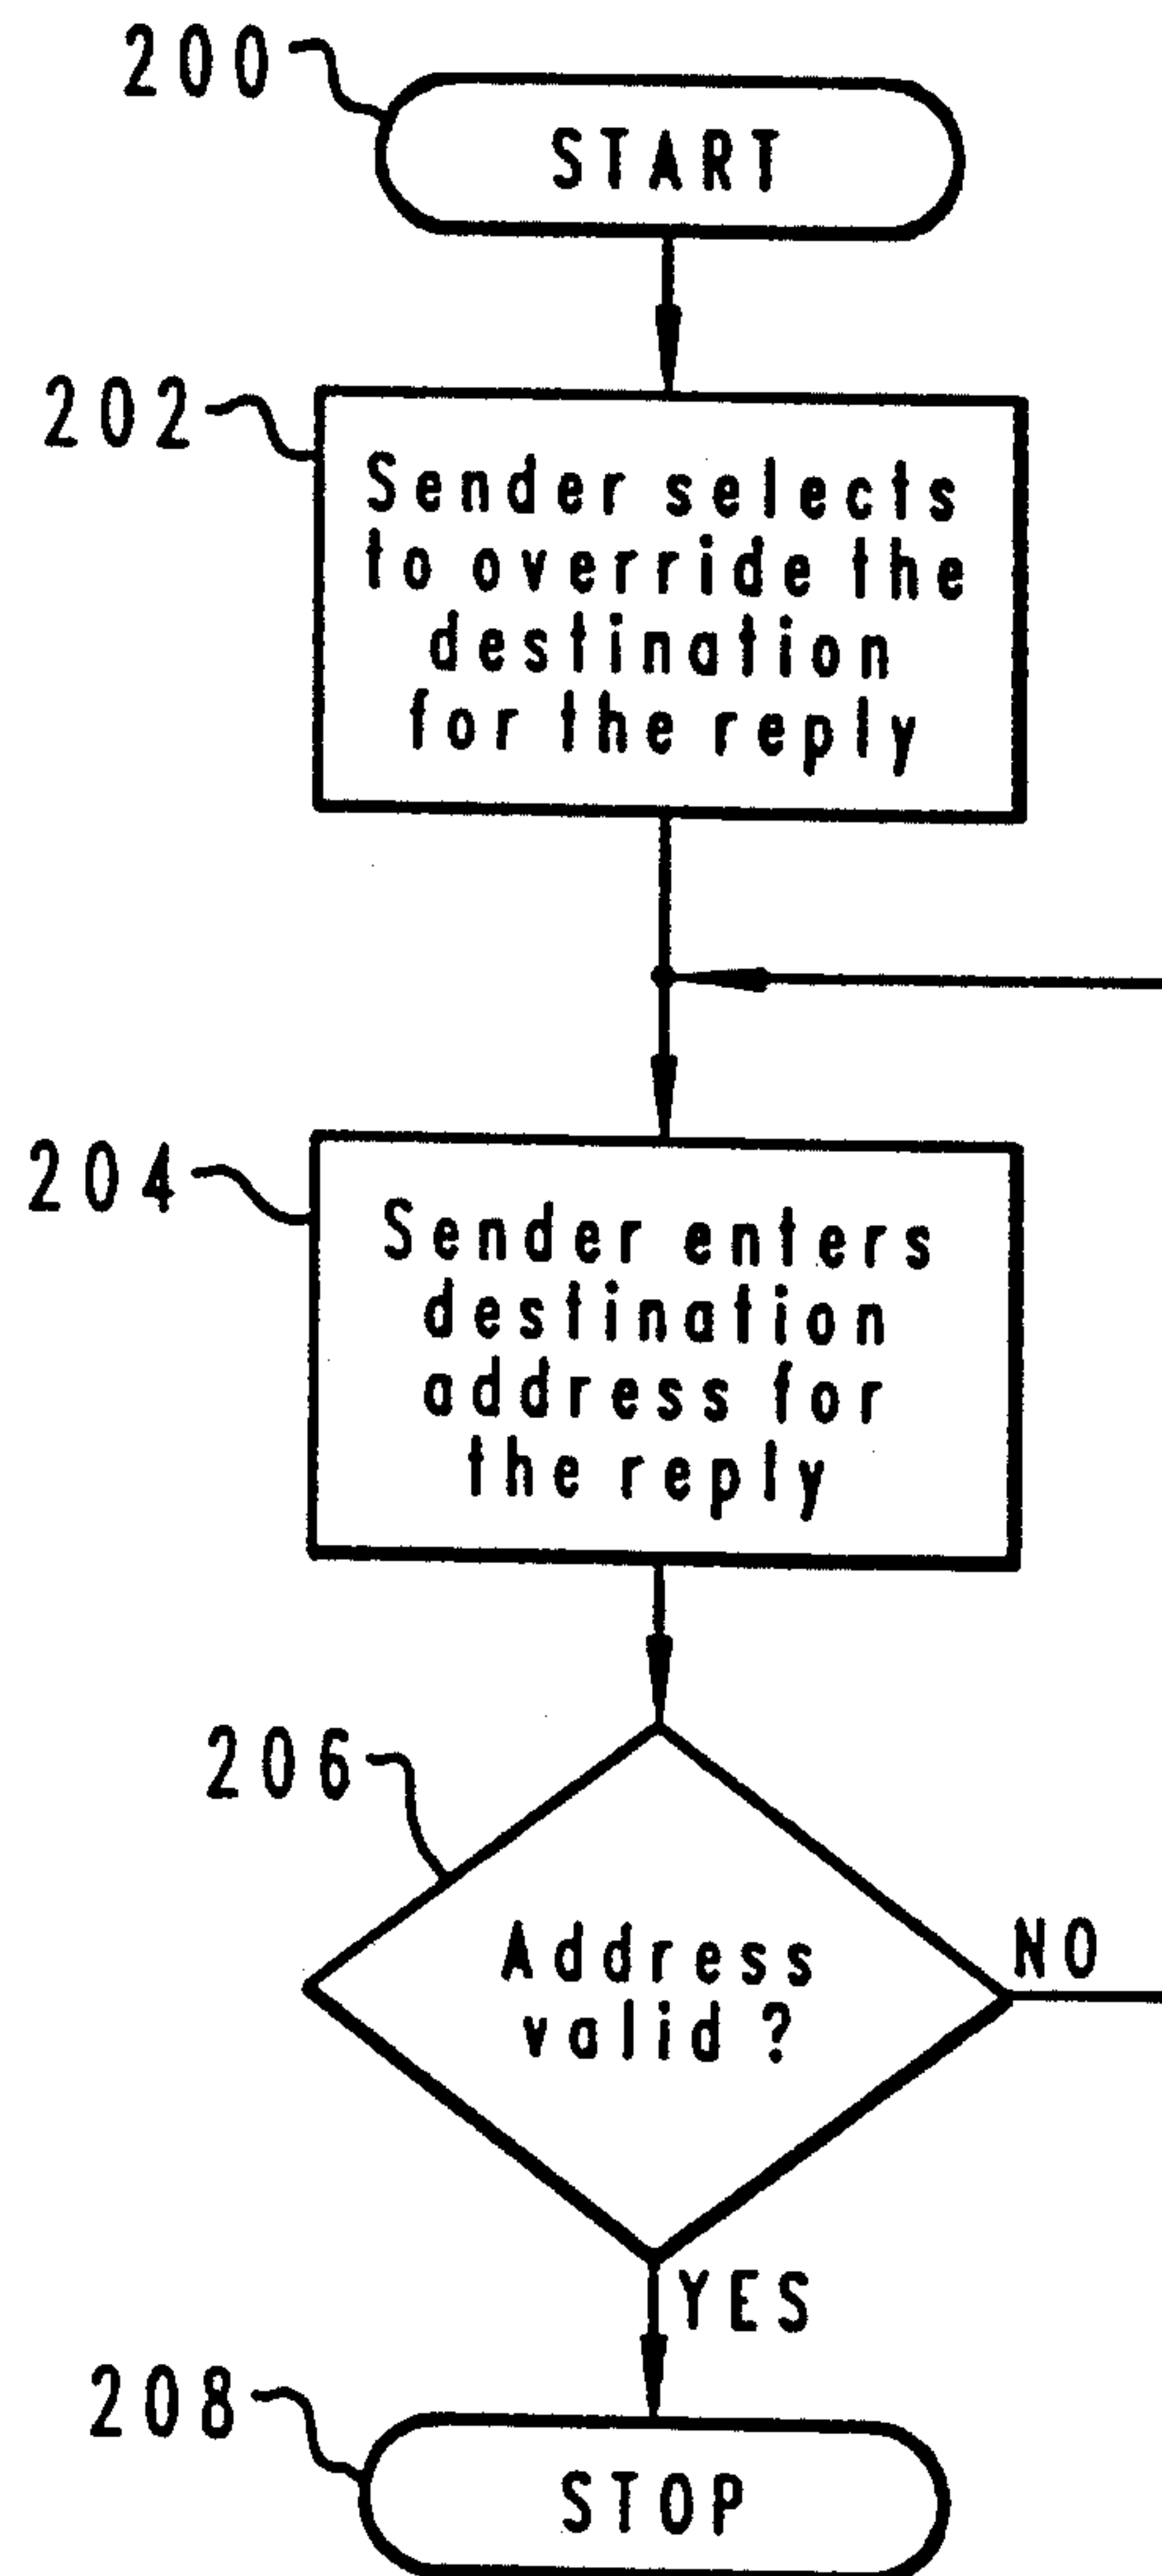 200
START
202
Sender selects
to override the
destination
for the reply
204
Sender enters
destination
address for
the reply
206
Address
valid?
NO
YES
208
STOP